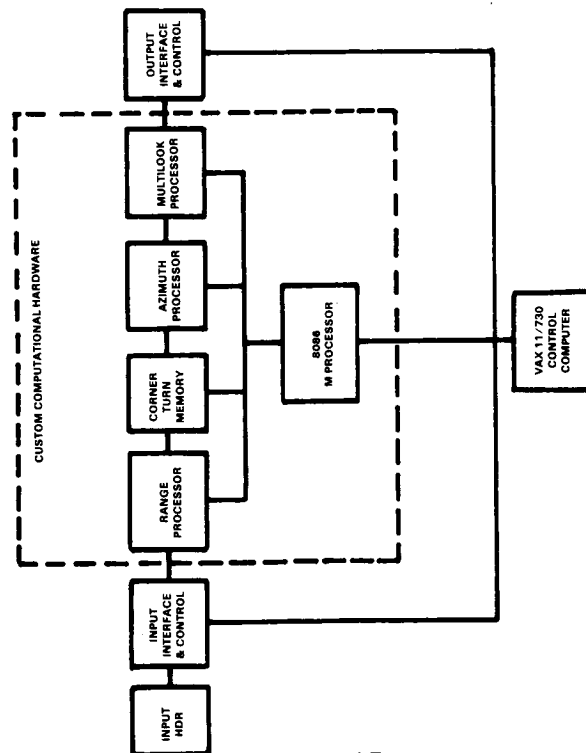 CUSTOM COMPUTATIONAL HARDWARE
INPUT
HDR
INPUT
INTERFACE
& CONTROL
RANGE
PROCESSOR
CORNER
TURN
MEMORY
AZIMUTH
PROCESSOR
MULTILOOK
PROCESSOR
OUTPUT
INTERFACE
& CONTROL
8086
M PROCESSOR
VAX 11/730
CONTROL
COMPUTER